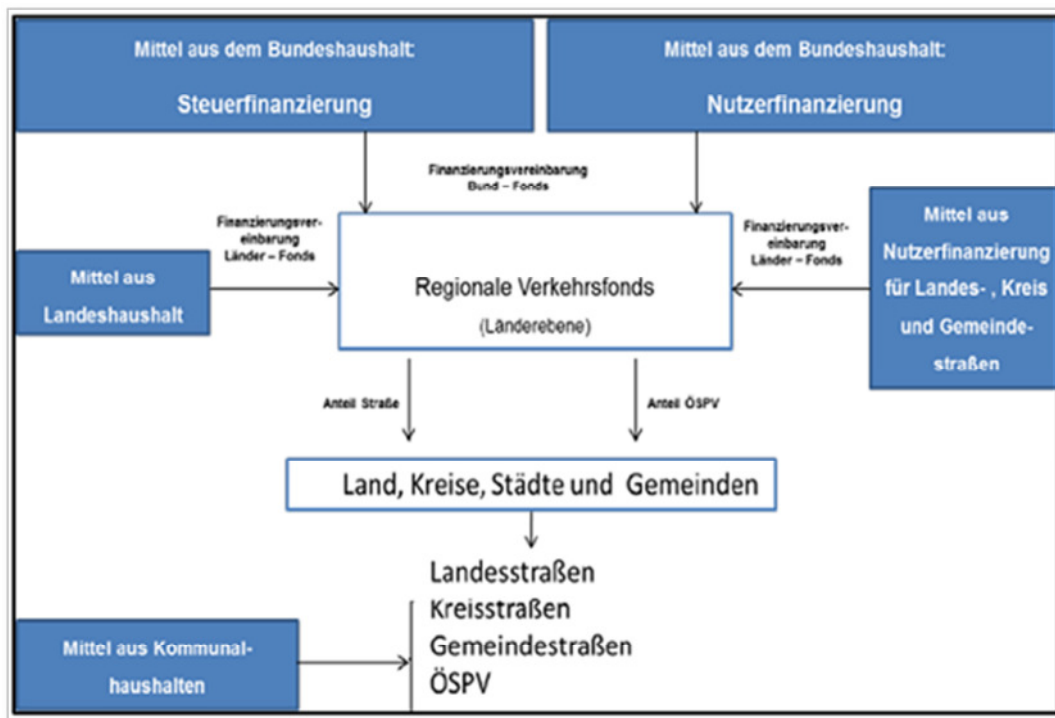 Mittel aus dem Bundeshaushalt:
Steuerfinanzierung
Mittel aus dem Bundeshaushalt:
Nutzerfinanzierung
Finanzierungsvereinbarung
Bund – Fonds
Finanzierungsver-
einbarung
Länder – Fonds
Finanzierungsver-
einbarung
Länder – Fonds
Mittel aus
Landeshaushalt
Regionale Verkehrsfonds
(Länderebene)
Mittel aus
Nutzerfinanzierung
für Landes- , Kreis
und Gemeinde-
straßen
Anteil Straße
Anteil ÖSPV
Land, Kreise, Städte und Gemeinden
Landesstraßen
Kreisstraßen
Gemeindestraßen
ÖSPV
Mittel aus Kommunal-
haushalten